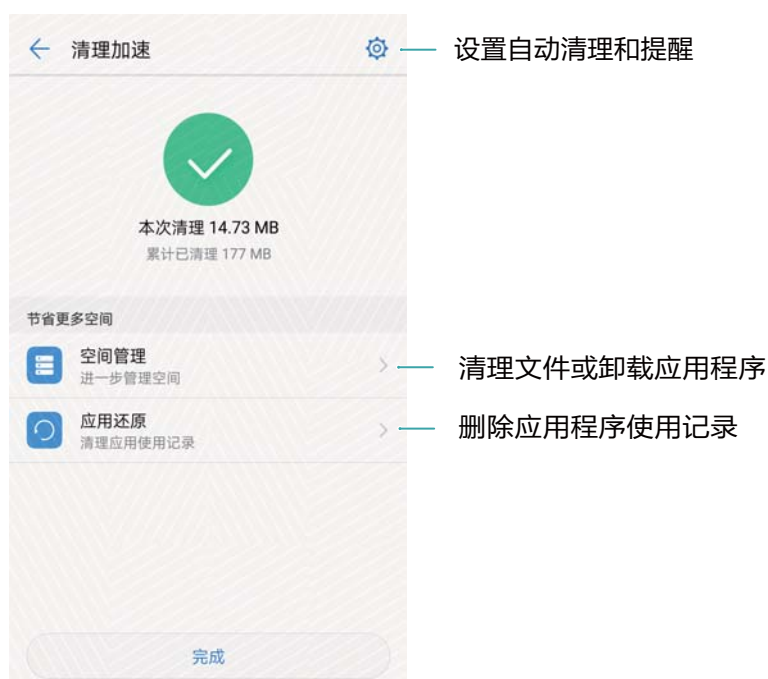 清理加速
设置自动清理和提醒
本次清理 14.73 MB
累计已清理 177 MB
节省更多空间
空间管理
进一步管理空间
清理文件或卸载应用程序
应用还原
清理应用使用记录
删除应用程序使用记录
完成